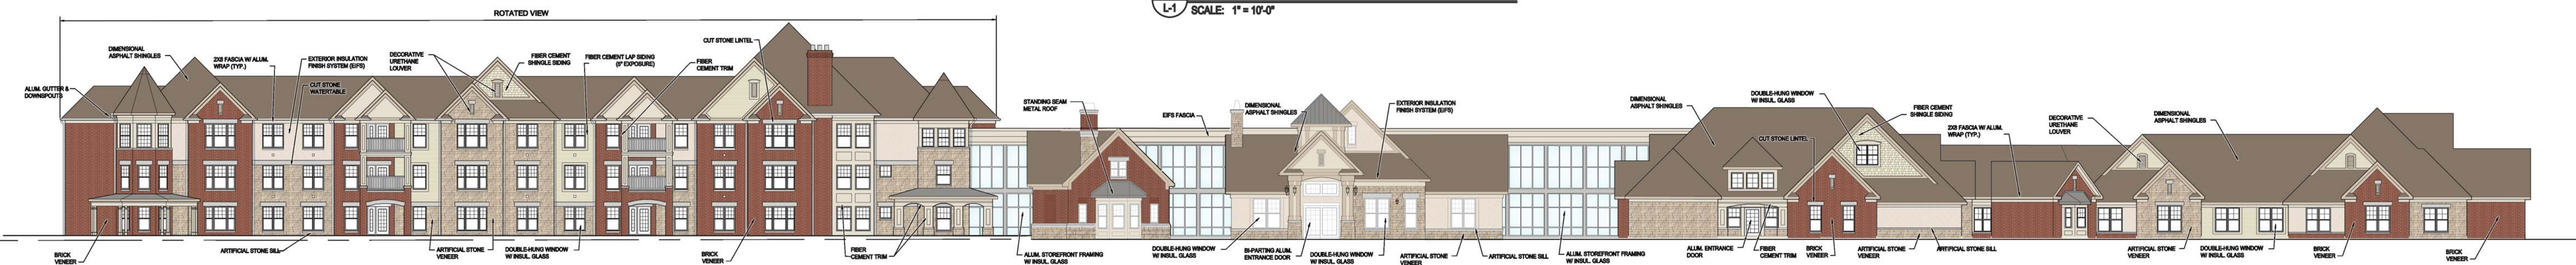 L-1
SCALE: 1" = 10'-0"
ROTATED VIEW
DIMENSIONAL
ASPHALT SHINGLES
ALUM. GUTTER &
DOWNSPOUTS
2X8 FASCIA W/ ALUM.
WRAP (TYP.)
EXTERIOR INSULATION
FINISH SYSTEM (EIFS)
CUT STONE
WATERTABLE
DECORATIVE
URETHANE
LOUVER
FIBER CEMENT
SHINGLE SIDING
FIBER CEMENT LAP SIDING
(8" EXPOSURE)
FIBER
CEMENT TRIM
CUT STONE LINTEL
STANDING SEAM
METAL ROOF
EIFS FASCIA
DIMENSIONAL
ASPHALT SHINGLES
EXTERIOR INSULATION
FINISH SYSTEM (EIFS)
DIMENSIONAL
ASPHALT SHINGLES
DOUBLE-HUNG WINDOW
W/ INSUL. GLASS
CUT STONE LINTEL
FIBER CEMENT
SHINGLE SIDING
2X8 FASCIA W/ ALUM.
WRAP (TYP.)
DECORATIVE
URETHANE
LOUVER
DIMENSIONAL
ASPHALT SHINGLES
BRICK
VENEER
ARTIFICIAL STONE SILL
ARTIFICIAL STONE
VENEER
DOUBLE-HUNG WINDOW
W/ INSUL. GLASS
BRICK
VENEER
FIBER
CEMENT TRIM
ALUM. STOREFRONT FRAMING
W/ INSUL. GLASS
DOUBLE-HUNG WINDOW
W/ INSUL. GLASS
BI-PARTING ALUM.
ENTRANCE DOOR
DOUBLE-HUNG WINDOW
W/ INSUL. GLASS
ARTIFICIAL STONE
VENEER
ARTIFICIAL STONE SILL
ALUM. STOREFRONT FRAMING
W/ INSUL. GLASS
ALUM. ENTRANCE
DOOR
FIBER
CEMENT TRIM
BRICK
VENEER
ARTIFICIAL STONE
VENEER
ARTIFICIAL STONE SILL
ARTIFICIAL STONE
VENEER
DOUBLE-HUNG WINDOW
W/ INSUL. GLASS
BRICK
VENEER
BRICK
VENEER